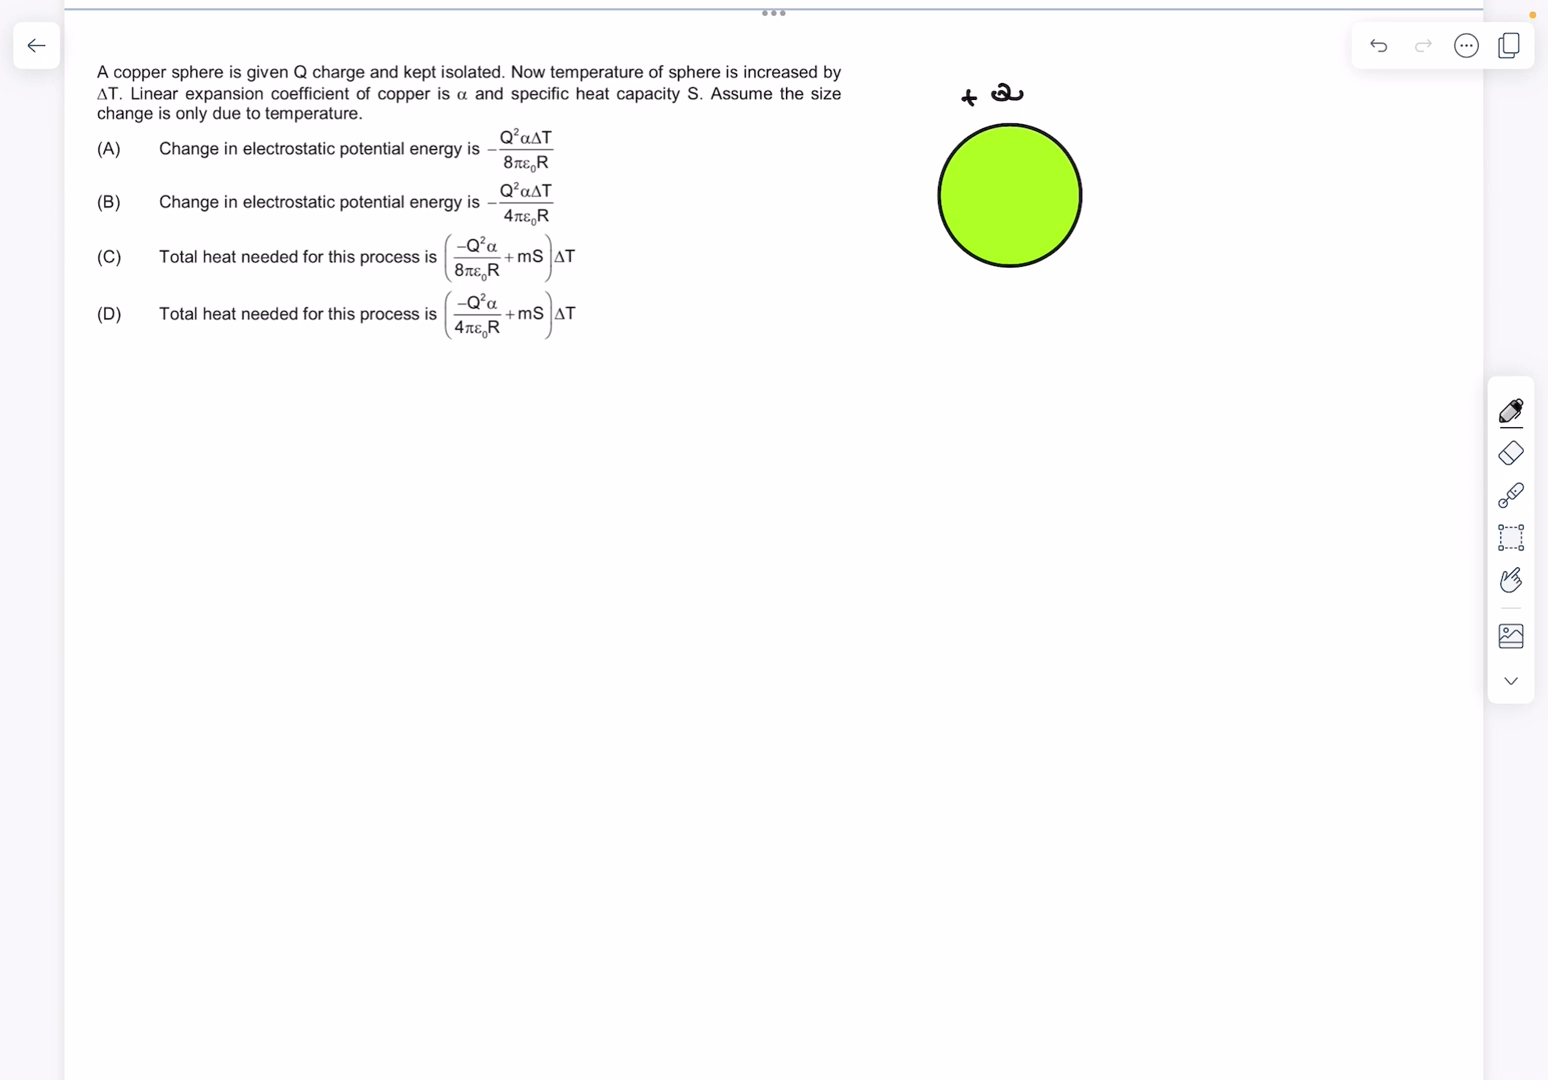 A copper sphere is given Q charge and kept isolated. Now temperature of sphere is increased by
ΔT. Linear expansion coefficient of copper is α and specific heat capacity S. Assume the size
change is only due to temperature.
+ Q
(A) Change in electrostatic potential energy is −Q²αΔT/8πε₀R
(B) Change in electrostatic potential energy is −Q²αΔT/4πε₀R
(C) Total heat needed for this process is (−Q²α/8πε₀R + mS)ΔT
(D) Total heat needed for this process is (−Q²α/4πε₀R + mS)ΔT